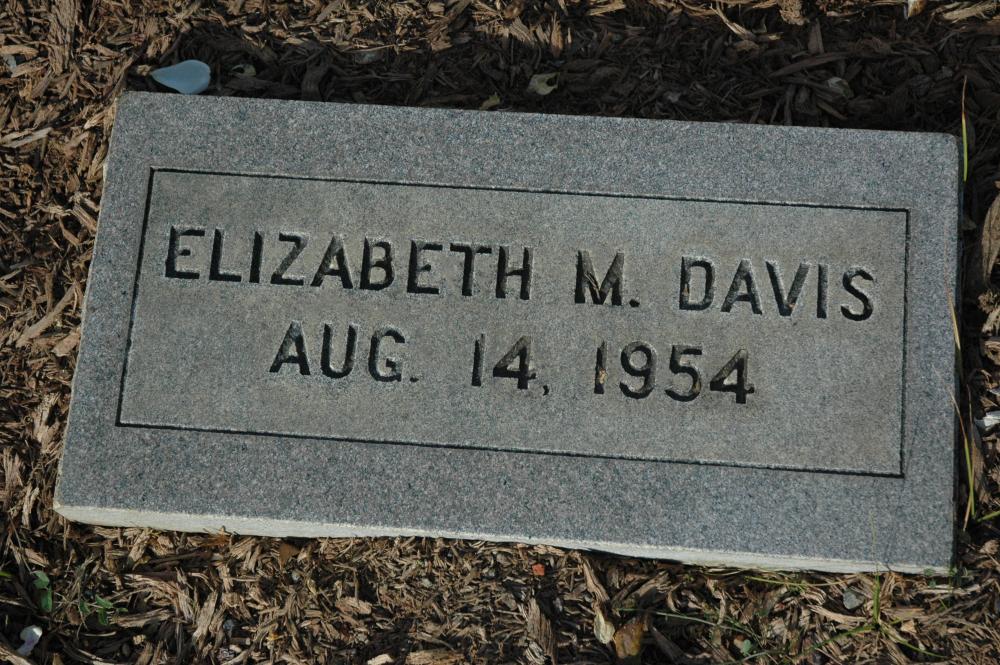 ELIZABETH M. DAVIS
AUG. 14, 1954